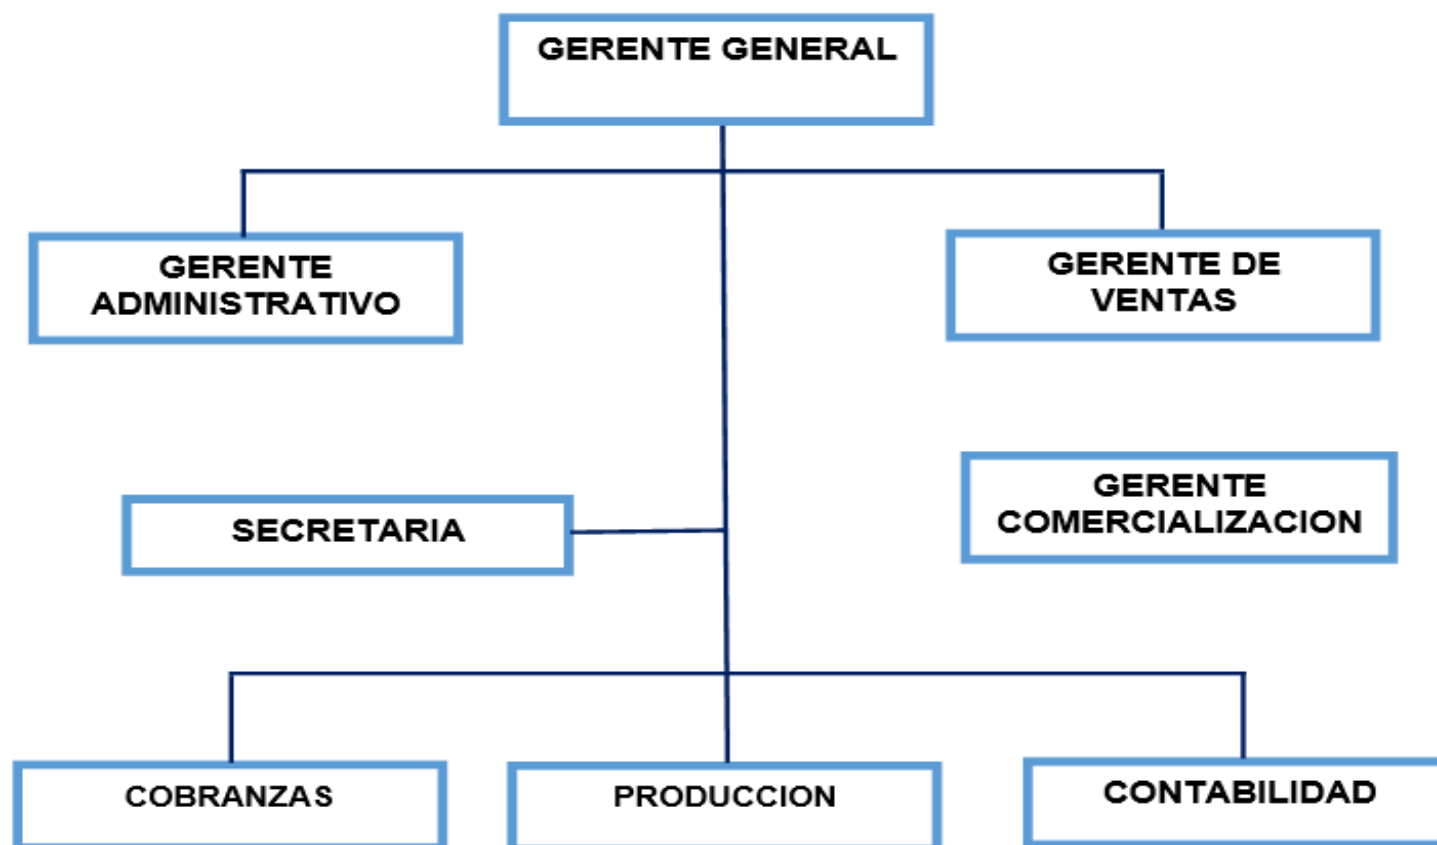 GERENTE GENERAL
GERENTE
ADMINISTRATIVO
GERENTE DE
VENTAS
GERENTE
COMERCIALIZACION
SECRETARIA
COBRANZAS
PRODUCCION
CONTABILIDAD